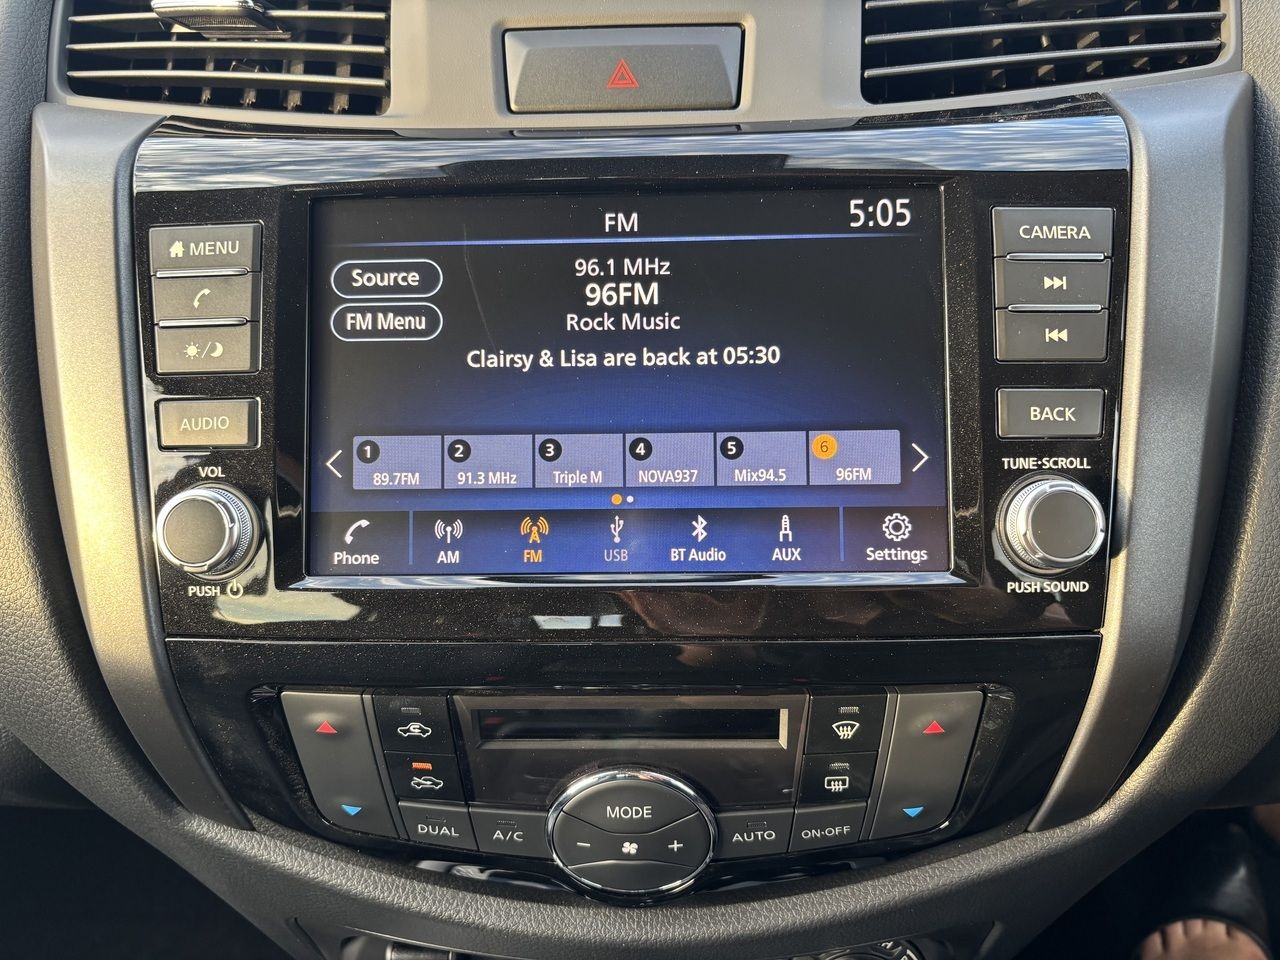 FM
5:05
MENU
CAMERA
Source
96.1 MHz
96FM
FM Menu
Rock Music
Clairsy & Lisa are back at 05:30
AUDIO
BACK
VOL
TUNE·SCROLL
1 2 3 4 5 6
89.7FM 91.3 MHz Triple M NOVA937 Mix94.5 96FM
Phone AM FM USB BT Audio AUX Settings
PUSH
PUSH SOUND
MODE
DUAL A/C AUTO ON·OFF
- +